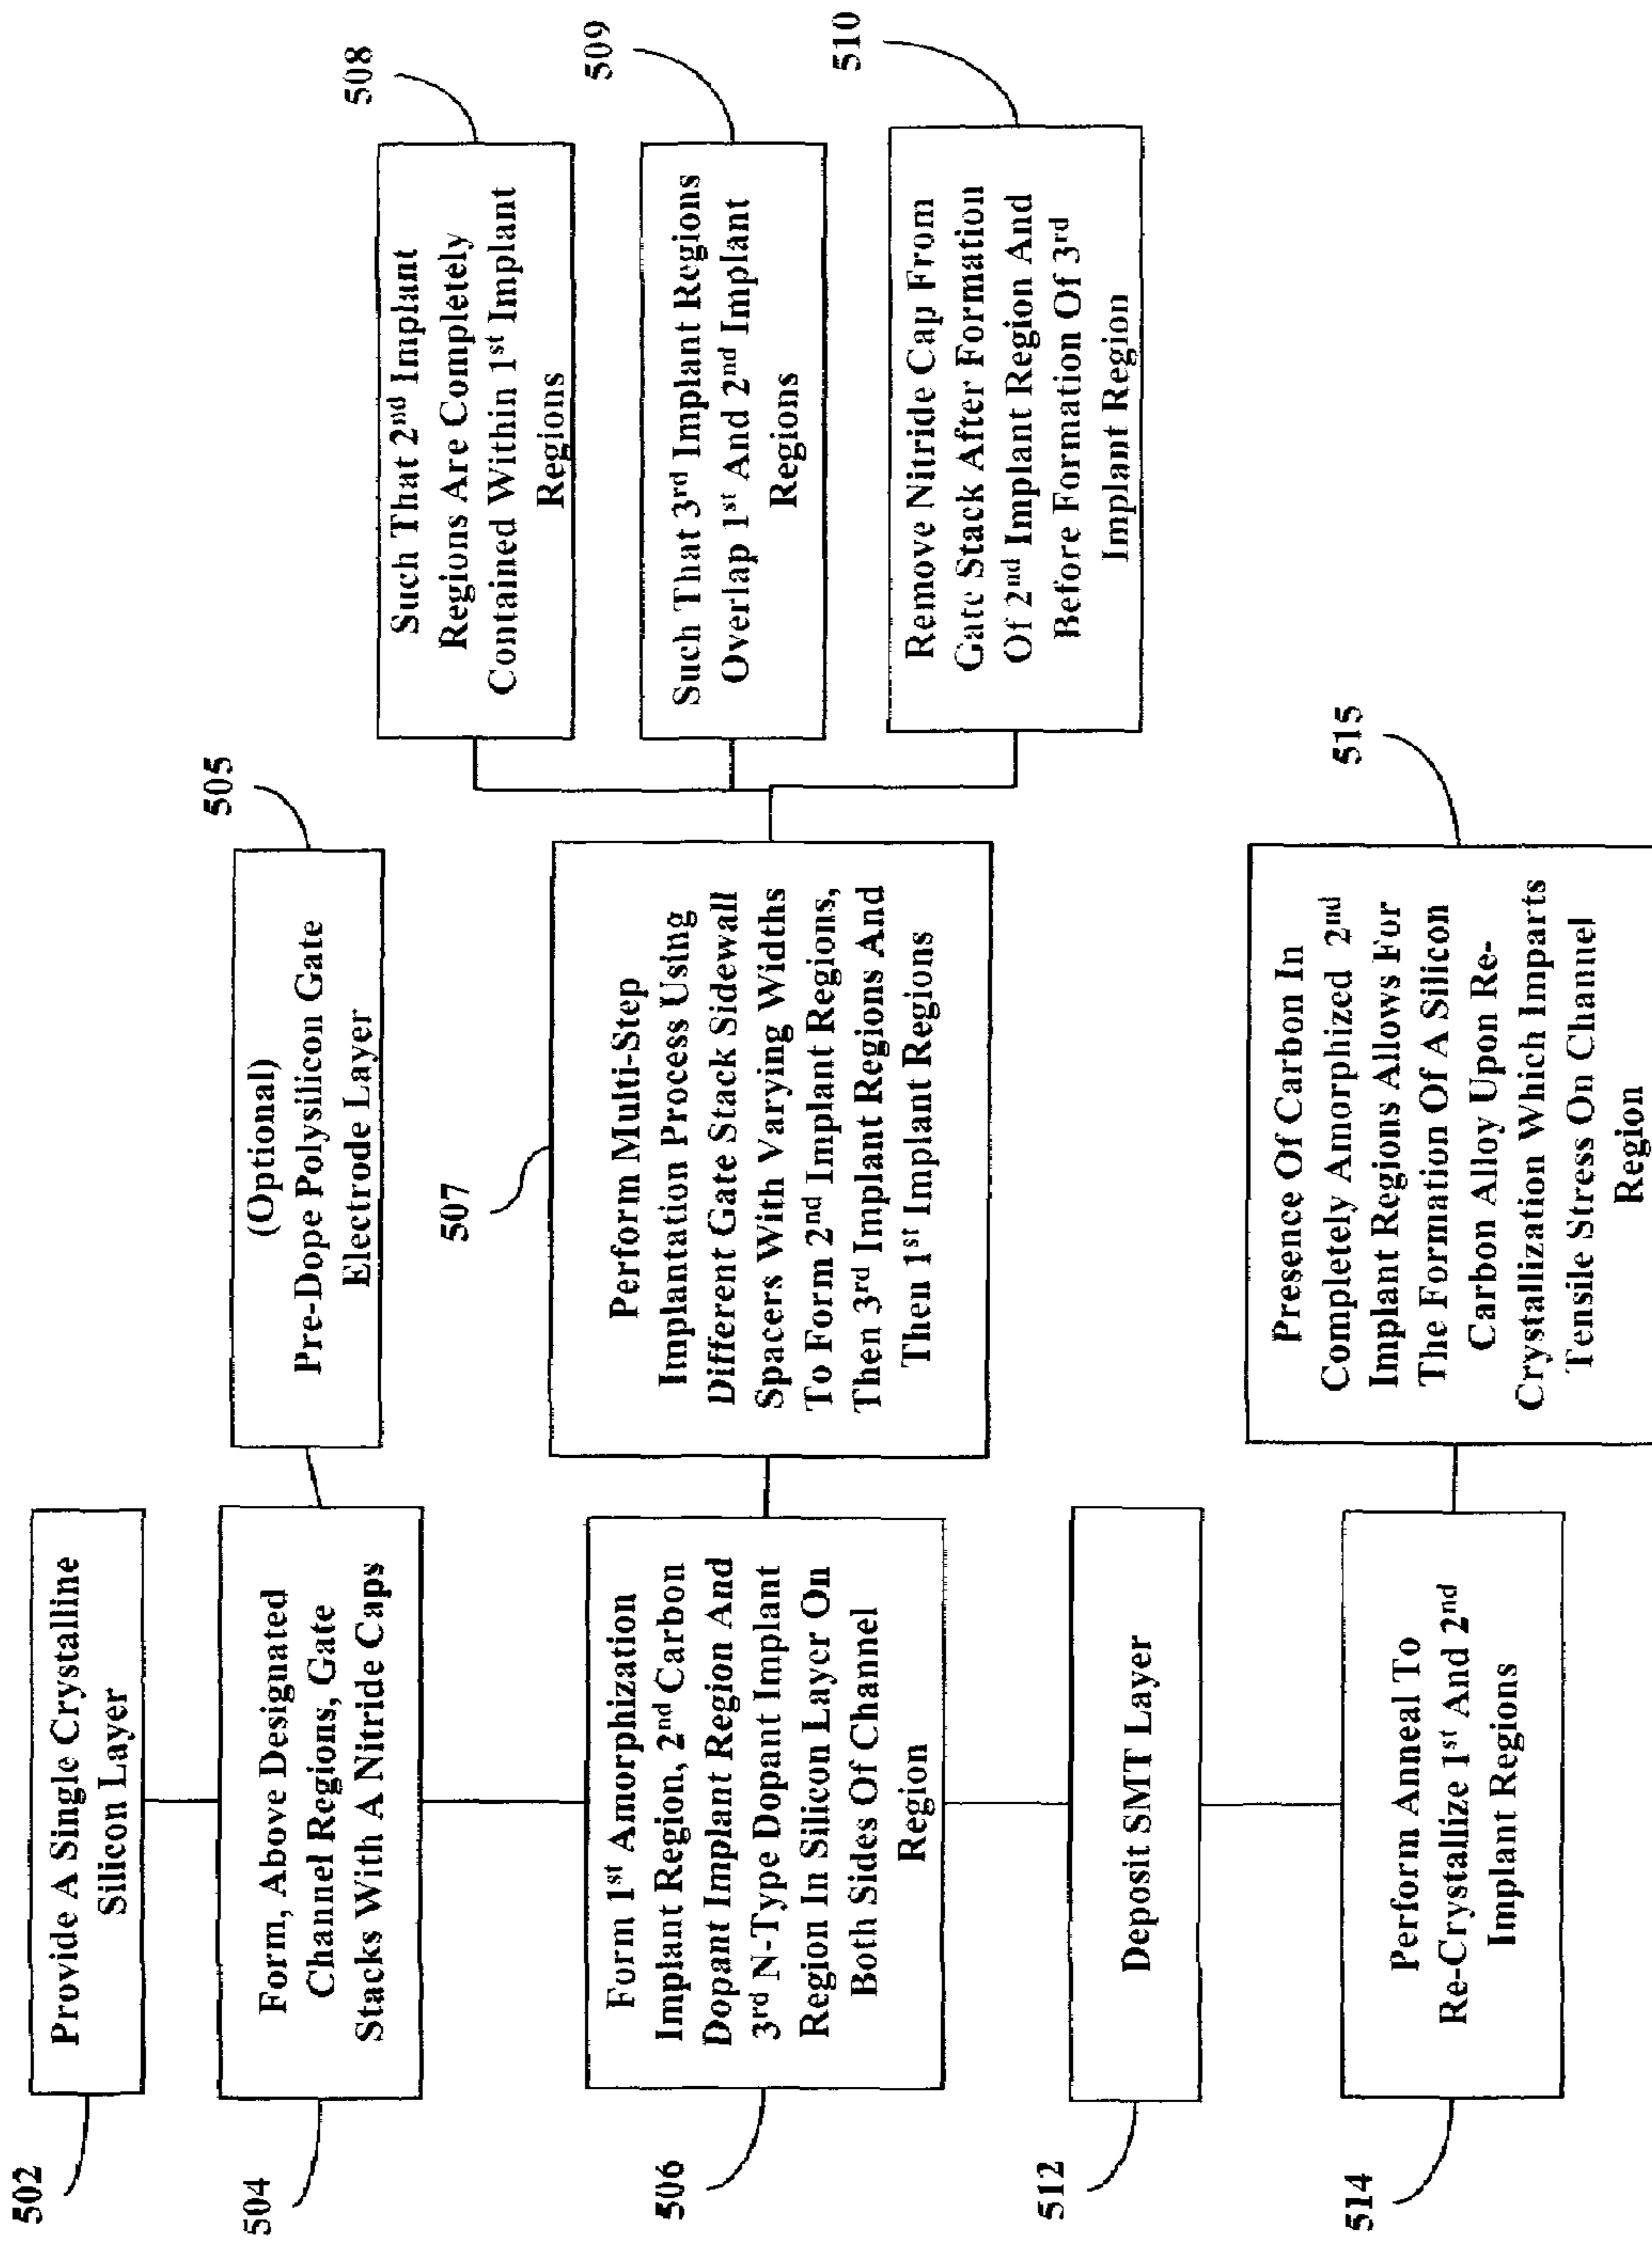 502
Provide A Single Crystalline
Silicon Layer
504
Form, Above Designated
Channel Regions, Gate
Stacks With A Nitride Caps
505
(Optional)
Pre-Dope Polysilicon Gate
Electrode Layer
506
Form 1st Amorphization
Implant Region, 2nd Carbon
Dopant Implant Region And
3rd N-Type Dopant Implant
Region In Silicon Layer On
Both Sides Of Channel
Region
507
Perform Multi-Step
Implantation Process Using
Different Gate Stack Sidewall
Spacers With Varying Widths
To Form 2nd Implant Regions,
Then 3rd Implant Regions And
Then 1st Implant Regions
508
Such That 2nd Implant
Regions Are Completely
Contained Within 1st Implant
Regions
509
Such That 3rd Implant Regions
Overlap 1st And 2nd Implant
Regions
510
Remove Nitride Cap From
Gate Stack After Formation
Of 2nd Implant Region And
Before Formation Of 3rd
Implant Region
512
Deposit SMT Layer
514
Perform Anneal To
Re-Crystallize 1st And 2nd
Implant Regions
515
Presence Of Carbon In
Completely Amorphized 2nd
Implant Regions Allows For
The Formation Of A Silicon
Carbon Alloy Upon Re-
Crystallization Which Imparts
Tensile Stress On Channel
Region